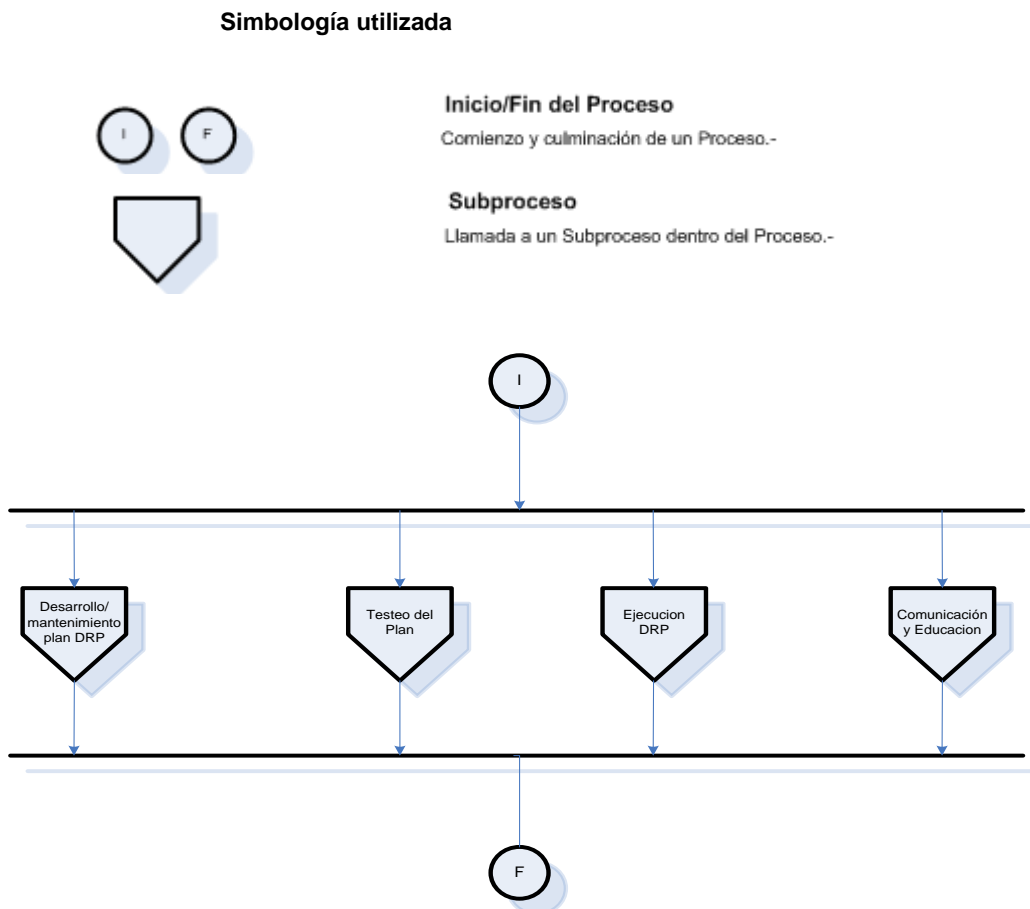 Simbología utilizada
I
F
Inicio/Fin del Proceso
Comienzo y culminación de un Proceso.-
Subproceso
Llamada a un Subproceso dentro del Proceso.-
I
Desarrollo/
mantenimiento
plan DRP
Testeo del
Plan
Ejecucion
DRP
Comunicación
y Educacion
F